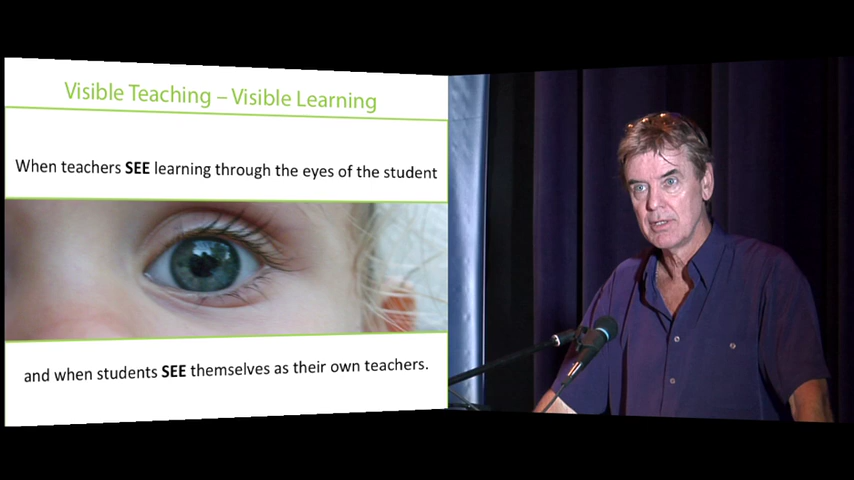 Visible Teaching – Visible Learning
When teachers SEE learning through the eyes of the student
and when students SEE themselves as their own teachers.